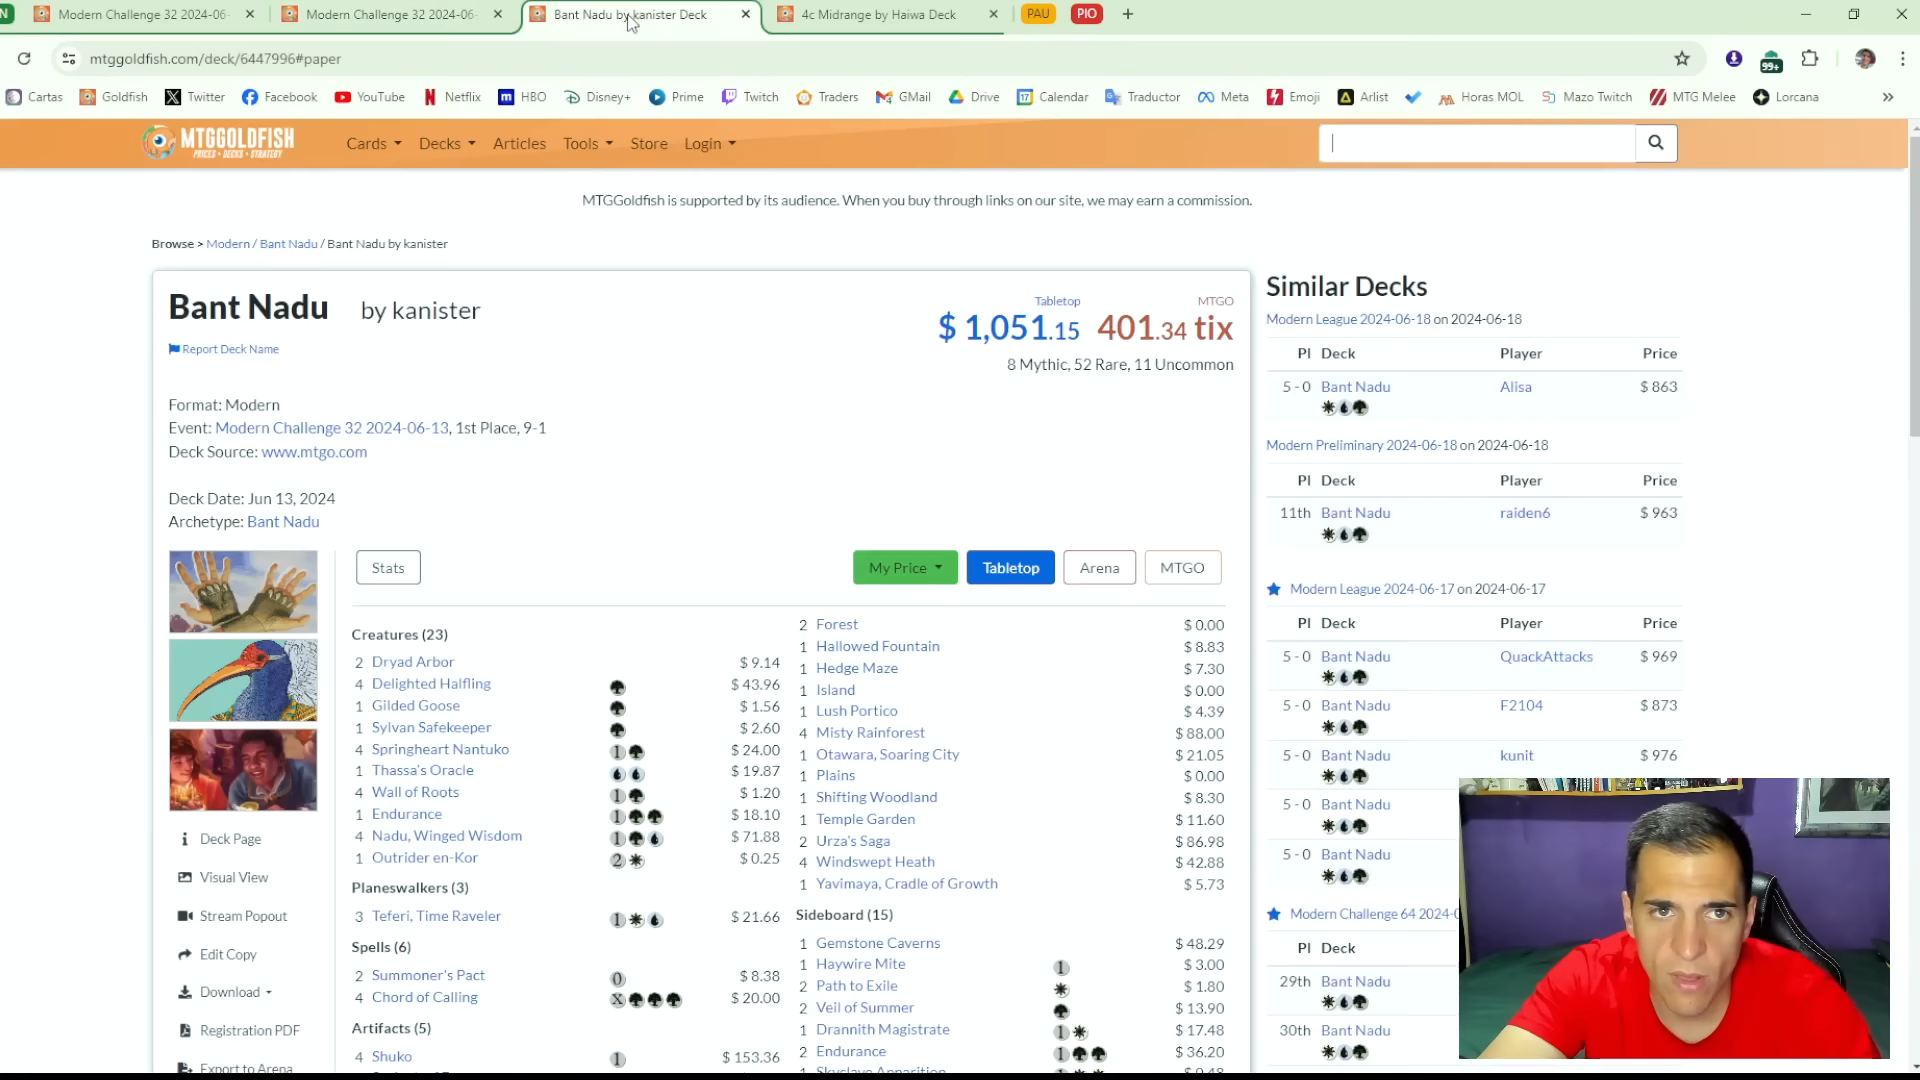 N
Modern Challenge 32 2024-06-
Modern Challenge 32 2024-06-
Bant Nadu by kanister Deck
4c Midrange by Haiwa Deck
PAU
PIO
mtggoldfish.com/deck/6447996#paper
99+
Cartas
Goldfish
Twitter
Facebook
YouTube
Netflix
HBO
Disney+
Prime
Twitch
Traders
GMail
Drive
Calendar
Traductor
Meta
Emoji
Arlist
Horas MOL
Mazo Twitch
MTG Melee
Lorcana
MTGGOLDFISH
PRICES • DECKS • STRATEGY
Cards
Decks
Articles
Tools
Store
Login
MTGGoldfish is supported by its audience. When you buy through links on our site, we may earn a commission.
Browse > Modern / Bant Nadu / Bant Nadu by kanister
Bant Nadu by kanister
Report Deck Name
Tabletop
$ 1,051.15
MTGO
401.34 tix
8 Mythic, 52 Rare, 11 Uncommon
Format: Modern
Event: Modern Challenge 32 2024-06-13, 1st Place, 9-1
Deck Source: www.mtgo.com
Deck Date: Jun 13, 2024
Archetype: Bant Nadu
Deck Page
Visual View
Stream Popout
Edit Copy
Download
Registration PDF
Export to Arena
Stats
My Price
Tabletop
Arena
MTGO
Creatures (23)
2 Dryad Arbor $ 9.14
4 Delighted Halfling $ 43.96
1 Gilded Goose $ 1.56
1 Sylvan Safekeeper $ 2.60
4 Springheart Nantuko 1 $ 24.00
1 Thassa's Oracle $ 19.87
4 Wall of Roots 1 $ 1.20
1 Endurance 1 $ 18.10
4 Nadu, Winged Wisdom 1 $ 71.88
1 Outrider en-Kor 2 $ 0.25
Planeswalkers (3)
3 Teferi, Time Raveler 1 $ 21.66
Spells (6)
2 Summoner's Pact 0 $ 8.38
4 Chord of Calling X $ 20.00
Artifacts (5)
4 Shuko 1 $ 153.36
2 Forest $ 0.00
1 Hallowed Fountain $ 8.83
1 Hedge Maze $ 7.30
1 Island $ 0.00
1 Lush Portico $ 4.39
4 Misty Rainforest $ 88.00
1 Otawara, Soaring City $ 21.05
1 Plains $ 0.00
1 Shifting Woodland $ 8.30
1 Temple Garden $ 11.60
2 Urza's Saga $ 86.98
4 Windswept Heath $ 42.88
1 Yavimaya, Cradle of Growth $ 5.73
Sideboard (15)
1 Gemstone Caverns $ 48.29
1 Haywire Mite 1 $ 3.00
2 Path to Exile $ 1.80
2 Veil of Summer $ 13.90
1 Drannith Magistrate 1 $ 17.48
2 Endurance 1 $ 36.20
1 Skyclave Apparition 1 $ 0.48
Similar Decks
Modern League 2024-06-18 on 2024-06-18
Pl Deck Player Price
5 - 0 Bant Nadu Alisa $ 863
Modern Preliminary 2024-06-18 on 2024-06-18
Pl Deck Player Price
11th Bant Nadu raiden6 $ 963
Modern League 2024-06-17 on 2024-06-17
Pl Deck Player Price
5 - 0 Bant Nadu QuackAttacks $ 969
5 - 0 Bant Nadu F2104 $ 873
5 - 0 Bant Nadu kunit $ 976
5 - 0 Bant Nadu
5 - 0 Bant Nadu
Modern Challenge 64 2024-
Pl Deck
29th Bant Nadu
30th Bant Nadu